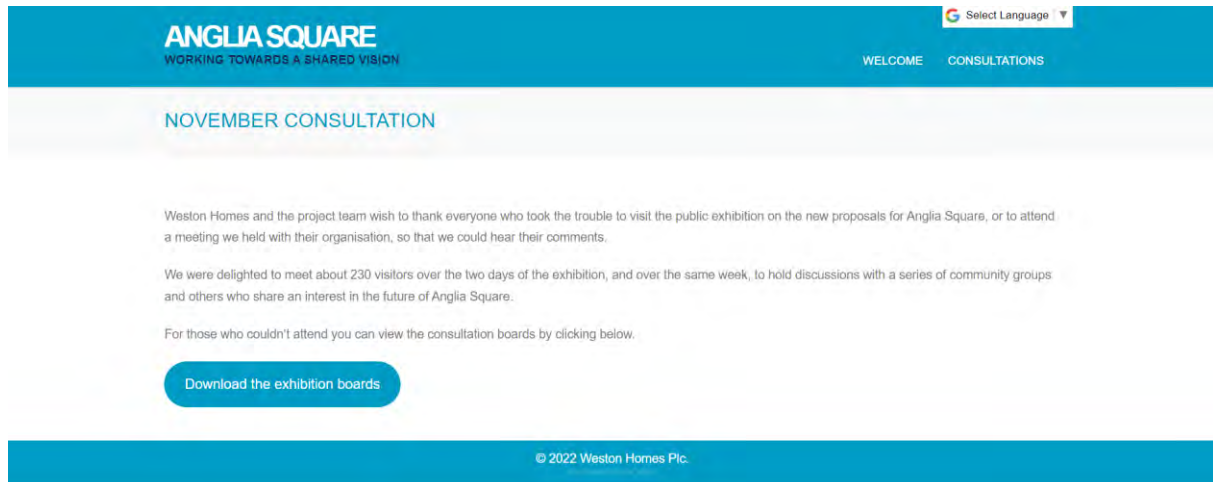 Select Language ▼
ANGLIA SQUARE
WORKING TOWARDS A SHARED VISION
WELCOME CONSULTATIONS
NOVEMBER CONSULTATION
Weston Homes and the project team wish to thank everyone who took the trouble to visit the public exhibition on the new proposals for Anglia Square, or to attend
a meeting we held with their organisation, so that we could hear their comments.
We were delighted to meet about 230 visitors over the two days of the exhibition, and over the same week, to hold discussions with a series of community groups
and others who share an interest in the future of Anglia Square.
For those who couldn't attend you can view the consultation boards by clicking below.
Download the exhibition boards
© 2022 Weston Homes Plc.